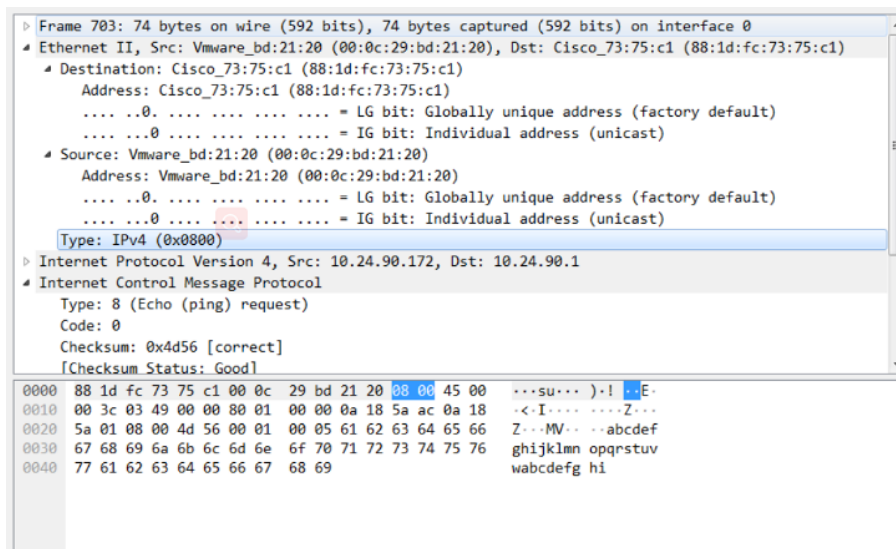 Frame 703: 74 bytes on wire (592 bits), 74 bytes captured (592 bits) on interface 0
Ethernet II, Src: Vmware_bd:21:20 (00:0c:29:bd:21:20), Dst: Cisco_73:75:c1 (88:1d:fc:73:75:c1)
Destination: Cisco_73:75:c1 (88:1d:fc:73:75:c1)
Address: Cisco_73:75:c1 (88:1d:fc:73:75:c1)
.... ..0. .... .... .... .... = LG bit: Globally unique address (factory default)
.... ...0 .... .... .... .... = IG bit: Individual address (unicast)
Source: Vmware_bd:21:20 (00:0c:29:bd:21:20)
Address: Vmware_bd:21:20 (00:0c:29:bd:21:20)
.... ..0. .... .... .... .... = LG bit: Globally unique address (factory default)
.... ...0 .... .... .... .... = IG bit: Individual address (unicast)
Type: IPv4 (0x0800)
Internet Protocol Version 4, Src: 10.24.90.172, Dst: 10.24.90.1
Internet Control Message Protocol
Type: 8 (Echo (ping) request)
Code: 0
Checksum: 0x4d56 [correct]
[Checksum Status: Good]
0000 88 1d fc 73 75 c1 00 0c 29 bd 21 20 08 00 45 00 ···su··· )·! ··E·
0010 00 3c 03 49 00 00 80 01 00 00 0a 18 5a ac 0a 18 ·<·I···· ····Z···
0020 5a 01 08 00 4d 56 00 01 00 05 61 62 63 64 65 66 Z···MV·· ··abcdef
0030 67 68 69 6a 6b 6c 6d 6e 6f 70 71 72 73 74 75 76 ghijklmn opqrstuv
0040 77 61 62 63 64 65 66 67 68 69 wabcdefg hi